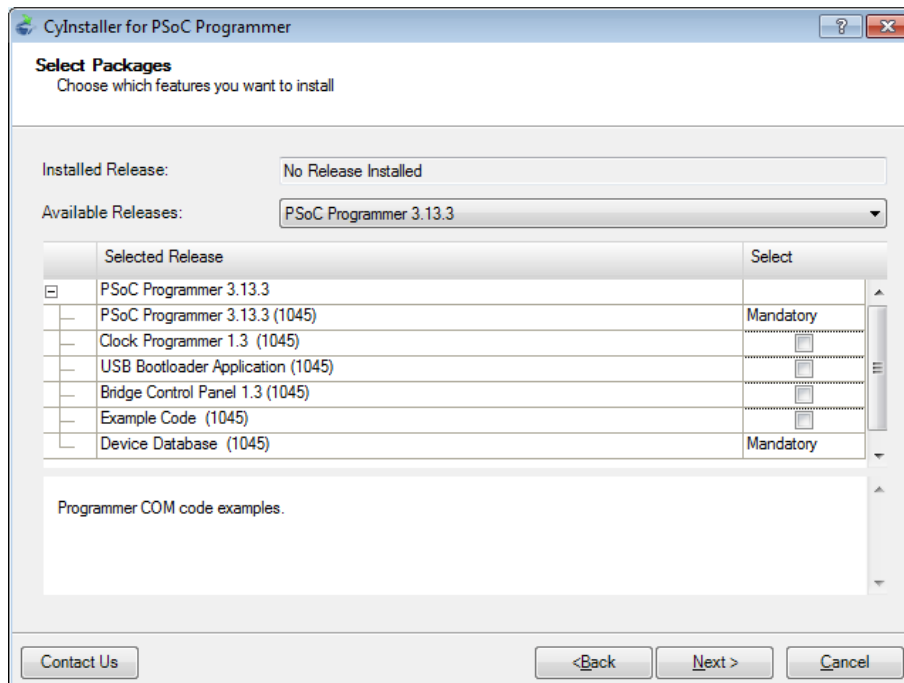 CyInstaller for PSoC Programmer
Select Packages
Choose which features you want to install
Installed Release: No Release Installed
Available Releases: PSoC Programmer 3.13.3
Selected Release Select
PSoC Programmer 3.13.3
PSoC Programmer 3.13.3 (1045) Mandatory
Clock Programmer 1.3 (1045)
USB Bootloader Application (1045)
Bridge Control Panel 1.3 (1045)
Example Code (1045)
Device Database (1045) Mandatory
Programmer COM code examples.
Contact Us <Back Next > Cancel